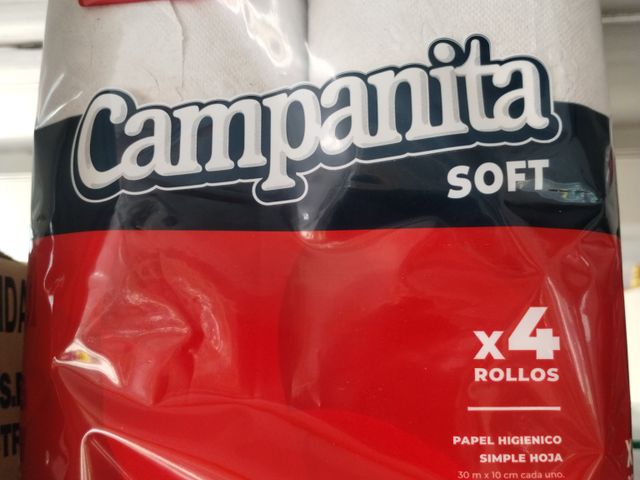 Campanita
SOFT
x4
ROLLOS
PAPEL HIGIENICO
SIMPLE HOJA
30 m x 10 cm cada uno.